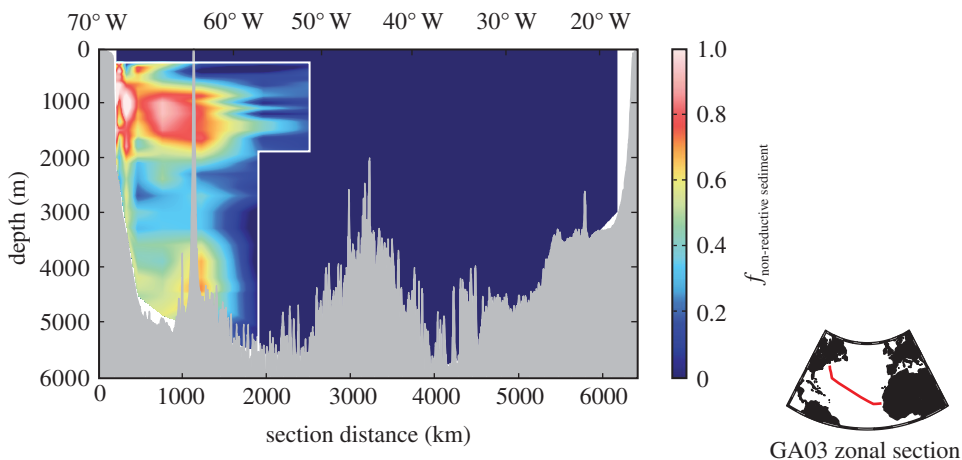 70° W 60° W 50° W 40° W 30° W 20° W
0
1000
2000
3000
4000
5000
6000
depth (m)
0 1000 2000 3000 4000 5000 6000
section distance (km)
1.0
0.8
0.6
0.4
0.2
0
f non-reductive sediment
GA03 zonal section